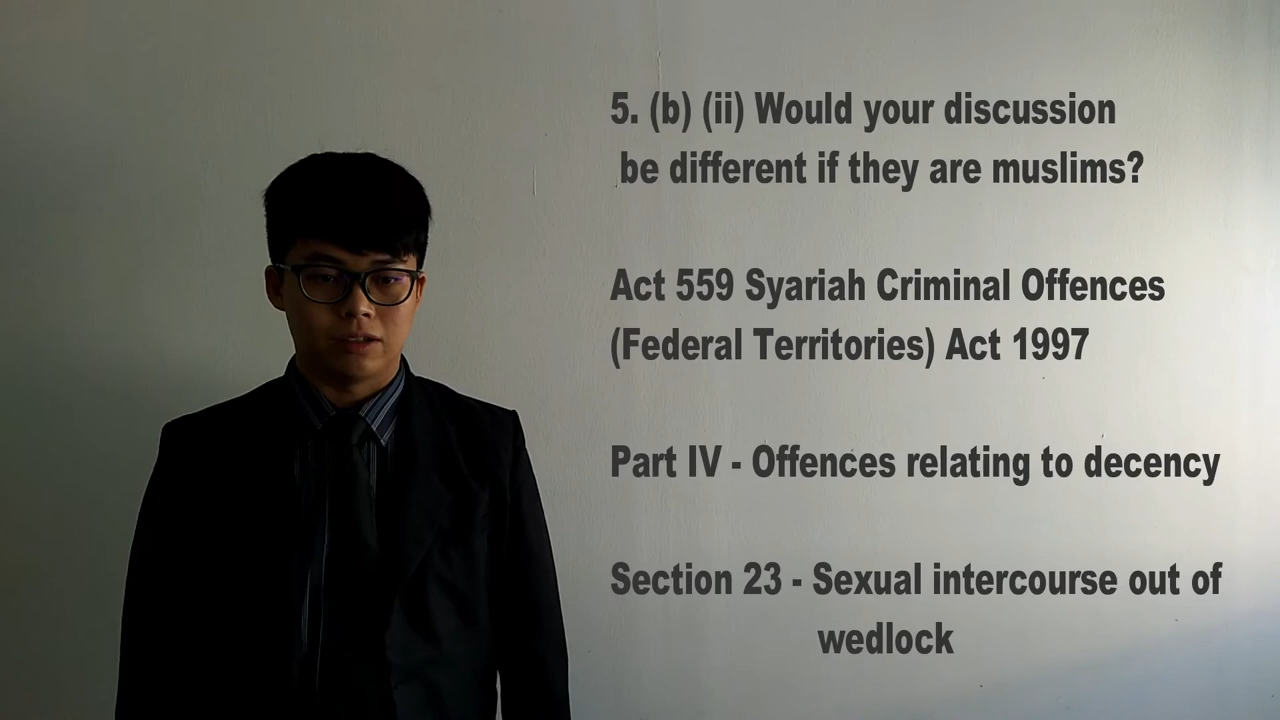 5. (b) (ii) Would your discussion
be different if they are muslims?
Act 559 Syariah Criminal Offences
(Federal Territories) Act 1997
Part IV - Offences relating to decency
Section 23 - Sexual intercourse out of
wedlock